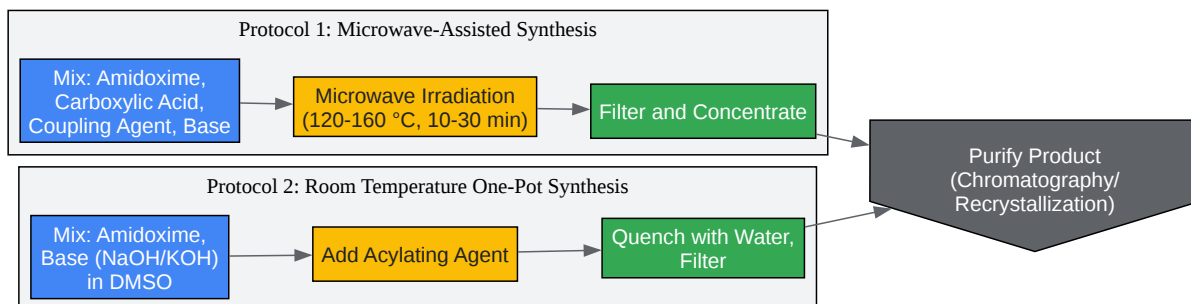 Protocol 1: Microwave-Assisted Synthesis
Mix: Amidoxime,
Carboxylic Acid,
Coupling Agent, Base
Microwave Irradiation
(120-160 °C, 10-30 min)
Filter and Concentrate
Protocol 2: Room Temperature One-Pot Synthesis
Mix: Amidoxime,
Base (NaOH/KOH)
in DMSO
Add Acylating Agent
Quench with Water,
Filter
Purify Product
(Chromatography/
Recrystallization)